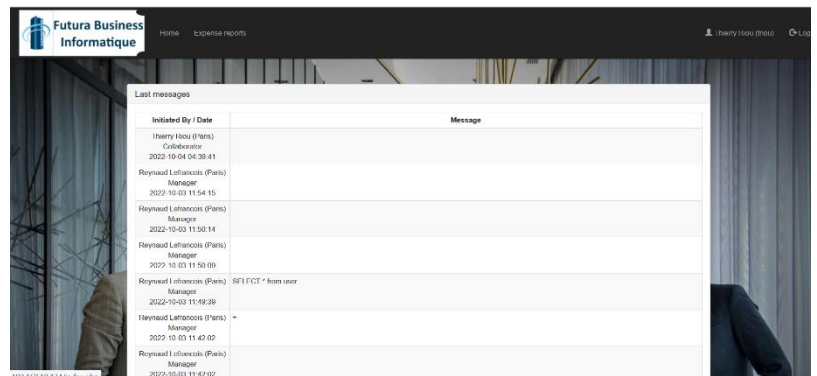 Futura Business
Informatique
Home Expense reports
Thierry Riou (triou)
Last messages
Initiated By / Date Message
Thierry Riou (Paris)
Collaborator
2022-10-04 04:39:41
Reynaud Lefrancois (Paris)
Manager
2022-10-03 11:54:15
Reynaud Lefrancois (Paris)
Manager
2022-10-03 11:50:14
Reynaud Lefrancois (Paris)
Manager
2022-10-03 11:50:09
Reynaud Lefrancois (Paris) SELECT * from user
Manager
2022-10-03 11:49:39
Reynaud Lefrancois (Paris)
Manager
2022-10-03 11:42:02
Reynaud Lefrancois (Paris)
Manager
2022-10-03 11:42:02